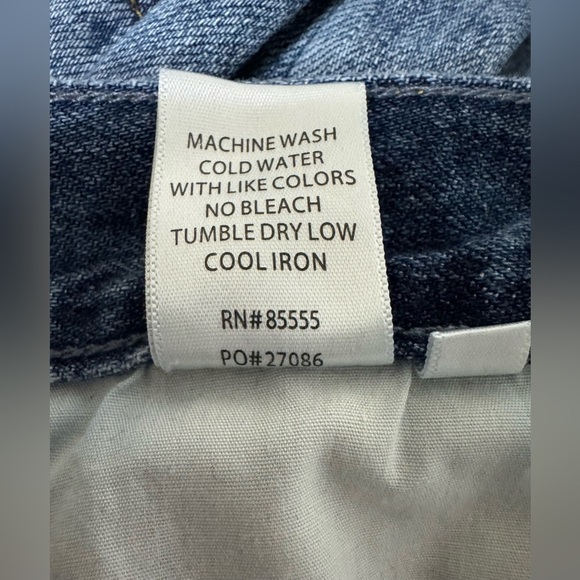 MACHINE WASH
COLD WATER
WITH LIKE COLORS
NO BLEACH
TUMBLE DRY LOW
COOL IRON
RN#85555
PO#27086